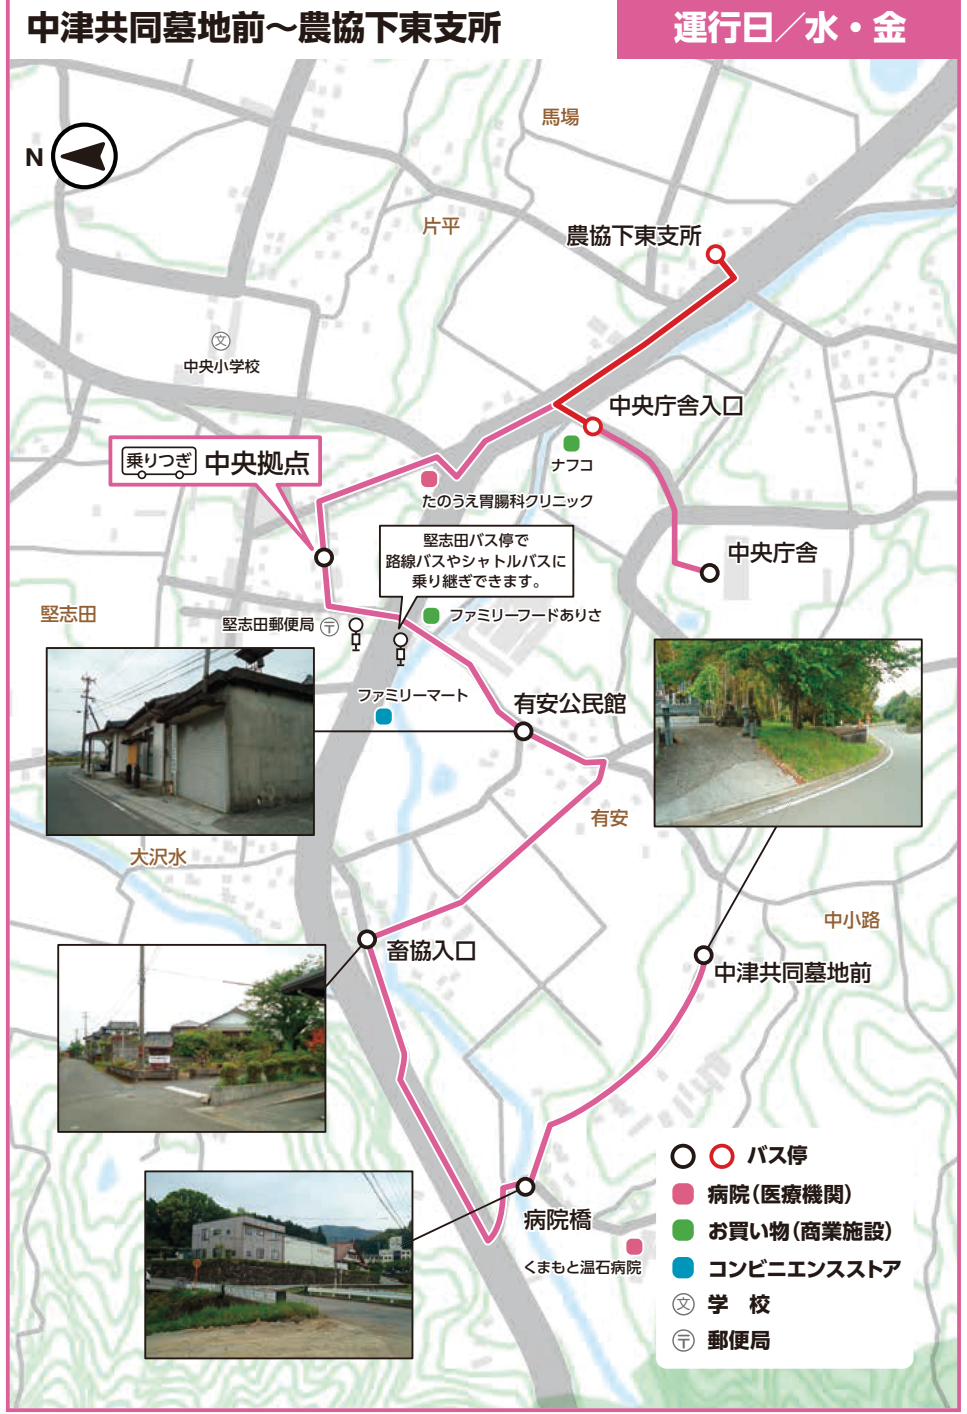 中津共同墓地前～農協下東支所
運行日／水・金
馬場
N
片平
農協下東支所
文
中央小学校
中央庁舎入口
乗りつぎ 中央拠点
ナフコ
たのうえ胃腸科クリニック
堅志田バス停で
路線バスやシャトルバスに
乗り継ぎできます。
中央庁舎
堅志田
堅志田郵便局 〒
ファミリーフードありさ
ファミリーマート
有安公民館
有安
大沢水
中小路
畜協入口
中津共同墓地前
病院橋
くまもと温石病院
バス停
病院（医療機関）
お買い物（商業施設）
コンビニエンスストア
文 学　校
〒 郵便局